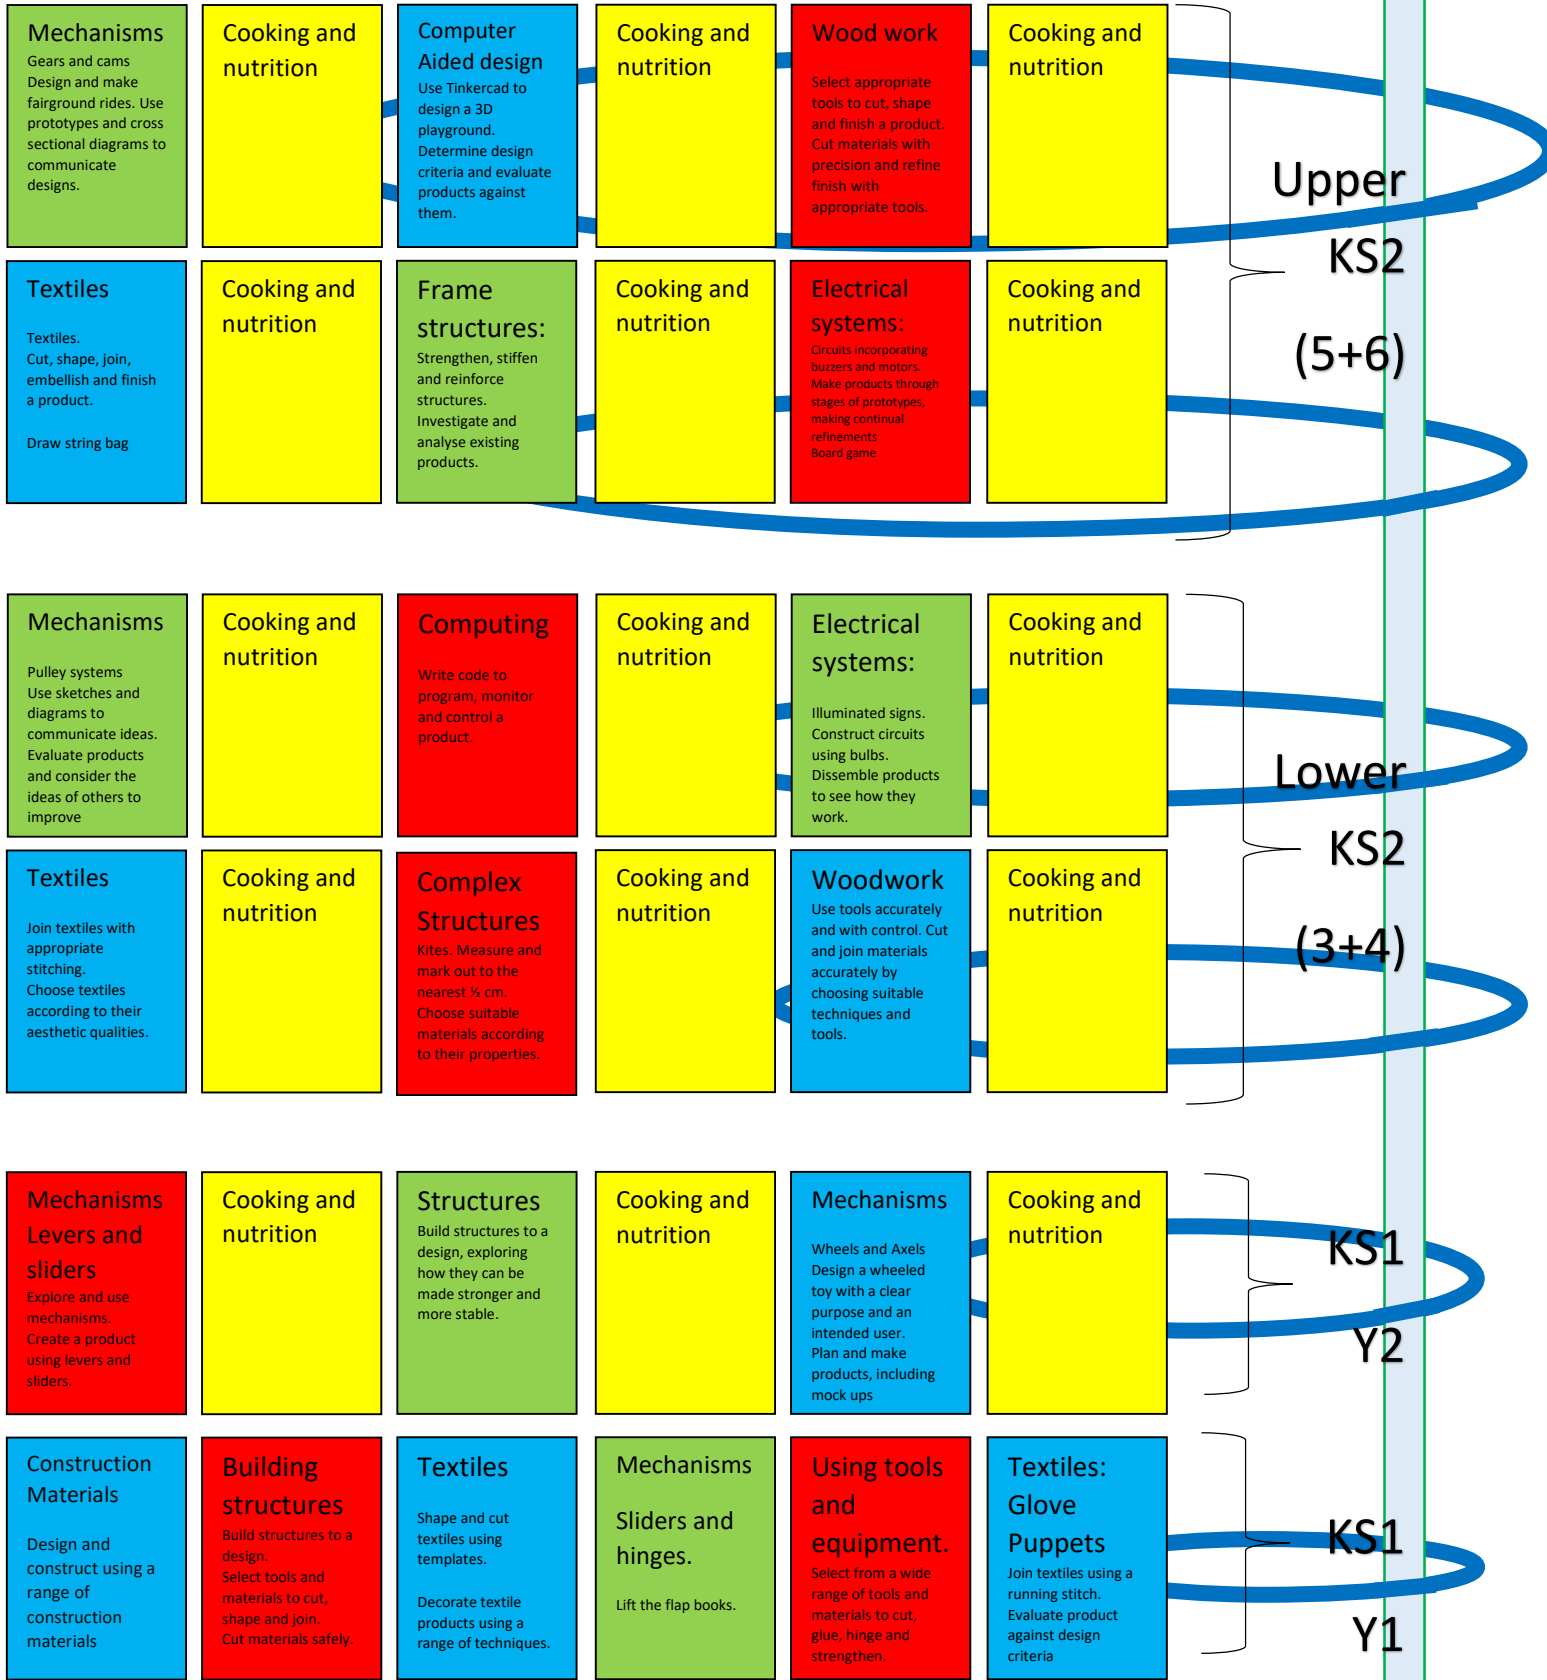 Mechanisms
Gears and cams
Design and make
fairground rides. Use
prototypes and cross
sectional diagrams to
communicate
designs.
Cooking and
nutrition
Computer
Aided design
Use Tinkercad to
design a 3D
playground.
Determine design
criteria and evaluate
products against
them.
Cooking and
nutrition
Wood work
Select appropriate
tools to cut, shape
and finish a product.
Cut materials with
precision and refine
finish with
appropriate tools.
Cooking and
nutrition
Textiles
Textiles.
Cut, shape, join,
embellish and finish
a product.
Draw string bag
Cooking and
nutrition
Frame
structures:
Strengthen, stiffen
and reinforce
structures.
Investigate and
analyse existing
products.
Cooking and
nutrition
Electrical
systems:
Circuits incorporating
buzzers and motors.
Make products through
stages of prototypes,
making continual
refinements
Board game
Cooking and
nutrition
Upper
KS2
(5+6)
Mechanisms
Pulley systems
Use sketches and
diagrams to
communicate ideas.
Evaluate products
and consider the
ideas of others to
improve
Cooking and
nutrition
Computing
Write code to
program, monitor
and control a
product.
Cooking and
nutrition
Electrical
systems:
Illuminated signs.
Construct circuits
using bulbs.
Dissemble products
to see how they
work.
Cooking and
nutrition
Textiles
Join textiles with
appropriate
stitching.
Choose textiles
according to their
aesthetic qualities.
Cooking and
nutrition
Complex
Structures
Kites. Measure and
mark out to the
nearest ½ cm.
Choose suitable
materials according
to their properties.
Cooking and
nutrition
Woodwork
Use tools accurately
and with control. Cut
and join materials
accurately by
choosing suitable
techniques and
tools.
Cooking and
nutrition
Lower
KS2
(3+4)
Mechanisms
Levers and
sliders
Explore and use
mechanisms.
Create a product
using levers and
sliders.
Cooking and
nutrition
Structures
Build structures to a
design, exploring
how they can be
made stronger and
more stable.
Cooking and
nutrition
Mechanisms
Wheels and Axels
Design a wheeled
toy with a clear
purpose and an
intended user.
Plan and make
products, including
mock ups
Cooking and
nutrition
KS1
Y2
Construction
Materials
Design and
construct using a
range of
construction
materials
Building
structures
Build structures to a
design.
Select tools and
materials to cut,
shape and join.
Cut materials safely.
Textiles
Shape and cut
textiles using
templates.
Decorate textile
products using a
range of techniques.
Mechanisms
Sliders and
hinges.
Lift the flap books.
Using tools
and
equipment.
Select from a wide
range of tools and
materials to cut,
glue, hinge and
strengthen.
Textiles:
Glove
Puppets
Join textiles using a
running stitch.
Evaluate product
against design
criteria
KS1
Y1